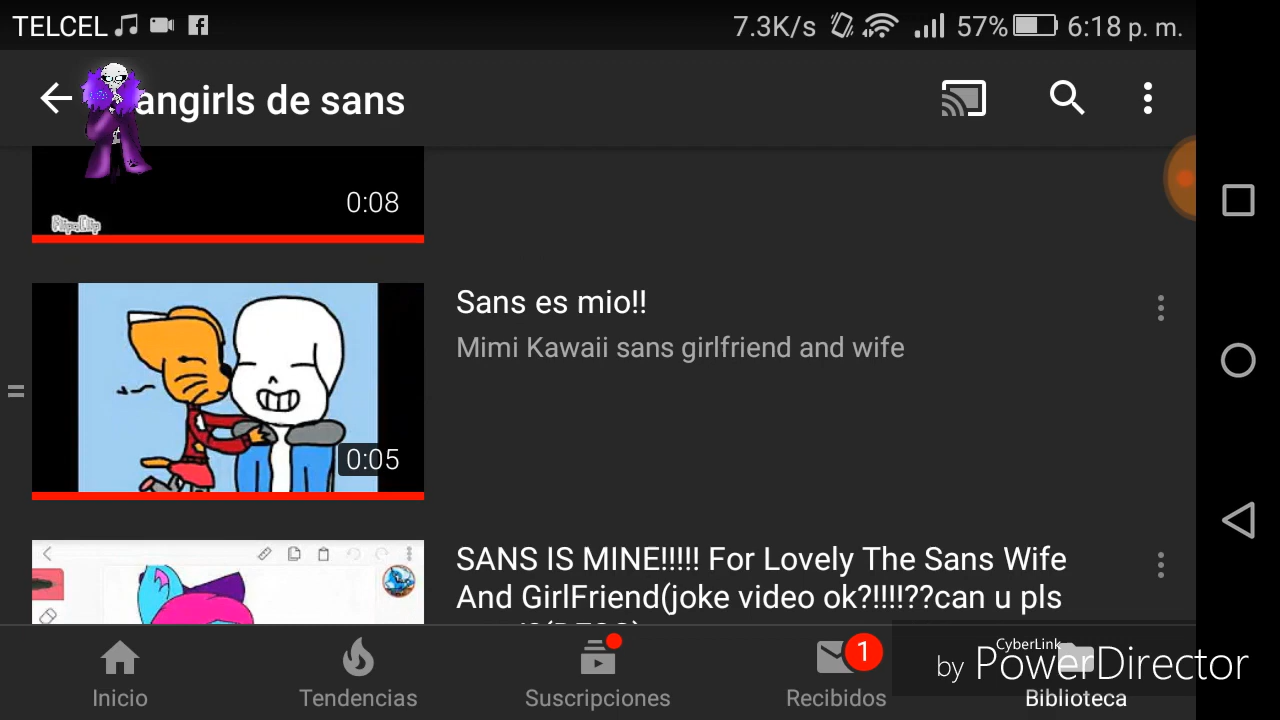 TELCEL 7.3K/s 57% 6:18 p. m.
angirls de sans
0:08
FlipaClip
Sans es mio!!
Mimi Kawaii sans girlfriend and wife
0:05
SANS IS MINE!!!!! For Lovely The Sans Wife
And GirlFriend(joke video ok?!!!!??can u pls
1
CyberLink
by PowerDirector
Inicio Tendencias Suscripciones Recibidos Biblioteca